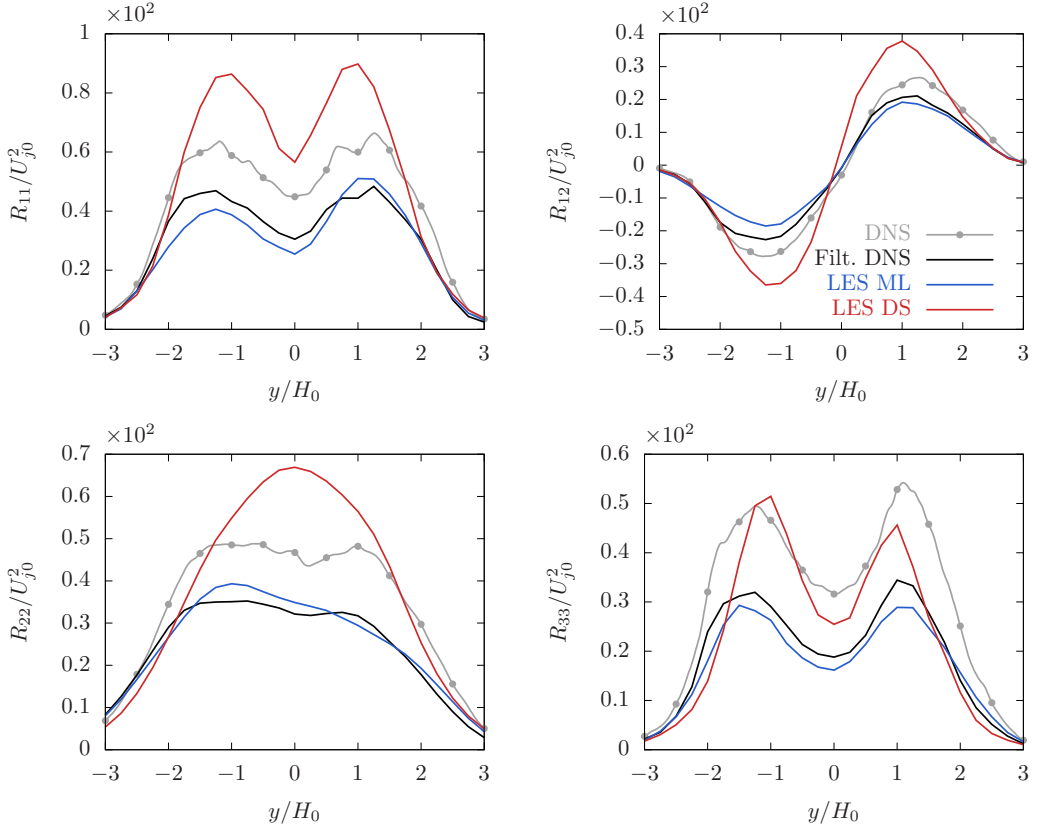 ×10²
R₁₁/U²ⱼ₀
1
0.8
0.6
0.4
0.2
0
−3 −2 −1 0 1 2 3
y/H₀
×10²
R₁₂/U²ⱼ₀
0.4
0.3
0.2
0.1
0
−0.1
−0.2
−0.3
−0.4
−0.5
DNS
Filt. DNS
LES ML
LES DS
−3 −2 −1 0 1 2 3
y/H₀
×10²
R₂₂/U²ⱼ₀
0.7
0.6
0.5
0.4
0.3
0.2
0.1
0
−3 −2 −1 0 1 2 3
y/H₀
×10²
R₃₃/U²ⱼ₀
0.6
0.5
0.4
0.3
0.2
0.1
0
−3 −2 −1 0 1 2 3
y/H₀